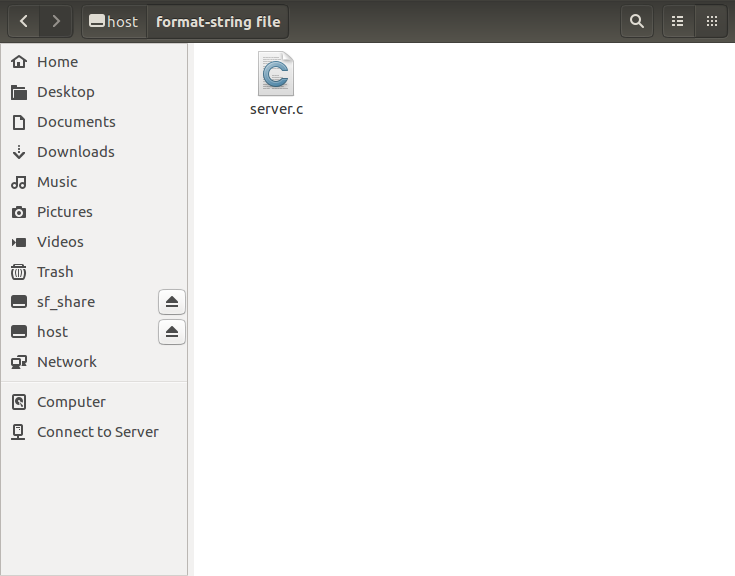 host format-string file
Home
Desktop
Documents
Downloads
Music
Pictures
Videos
Trash
sf_share
host
Network
Computer
Connect to Server
server.c